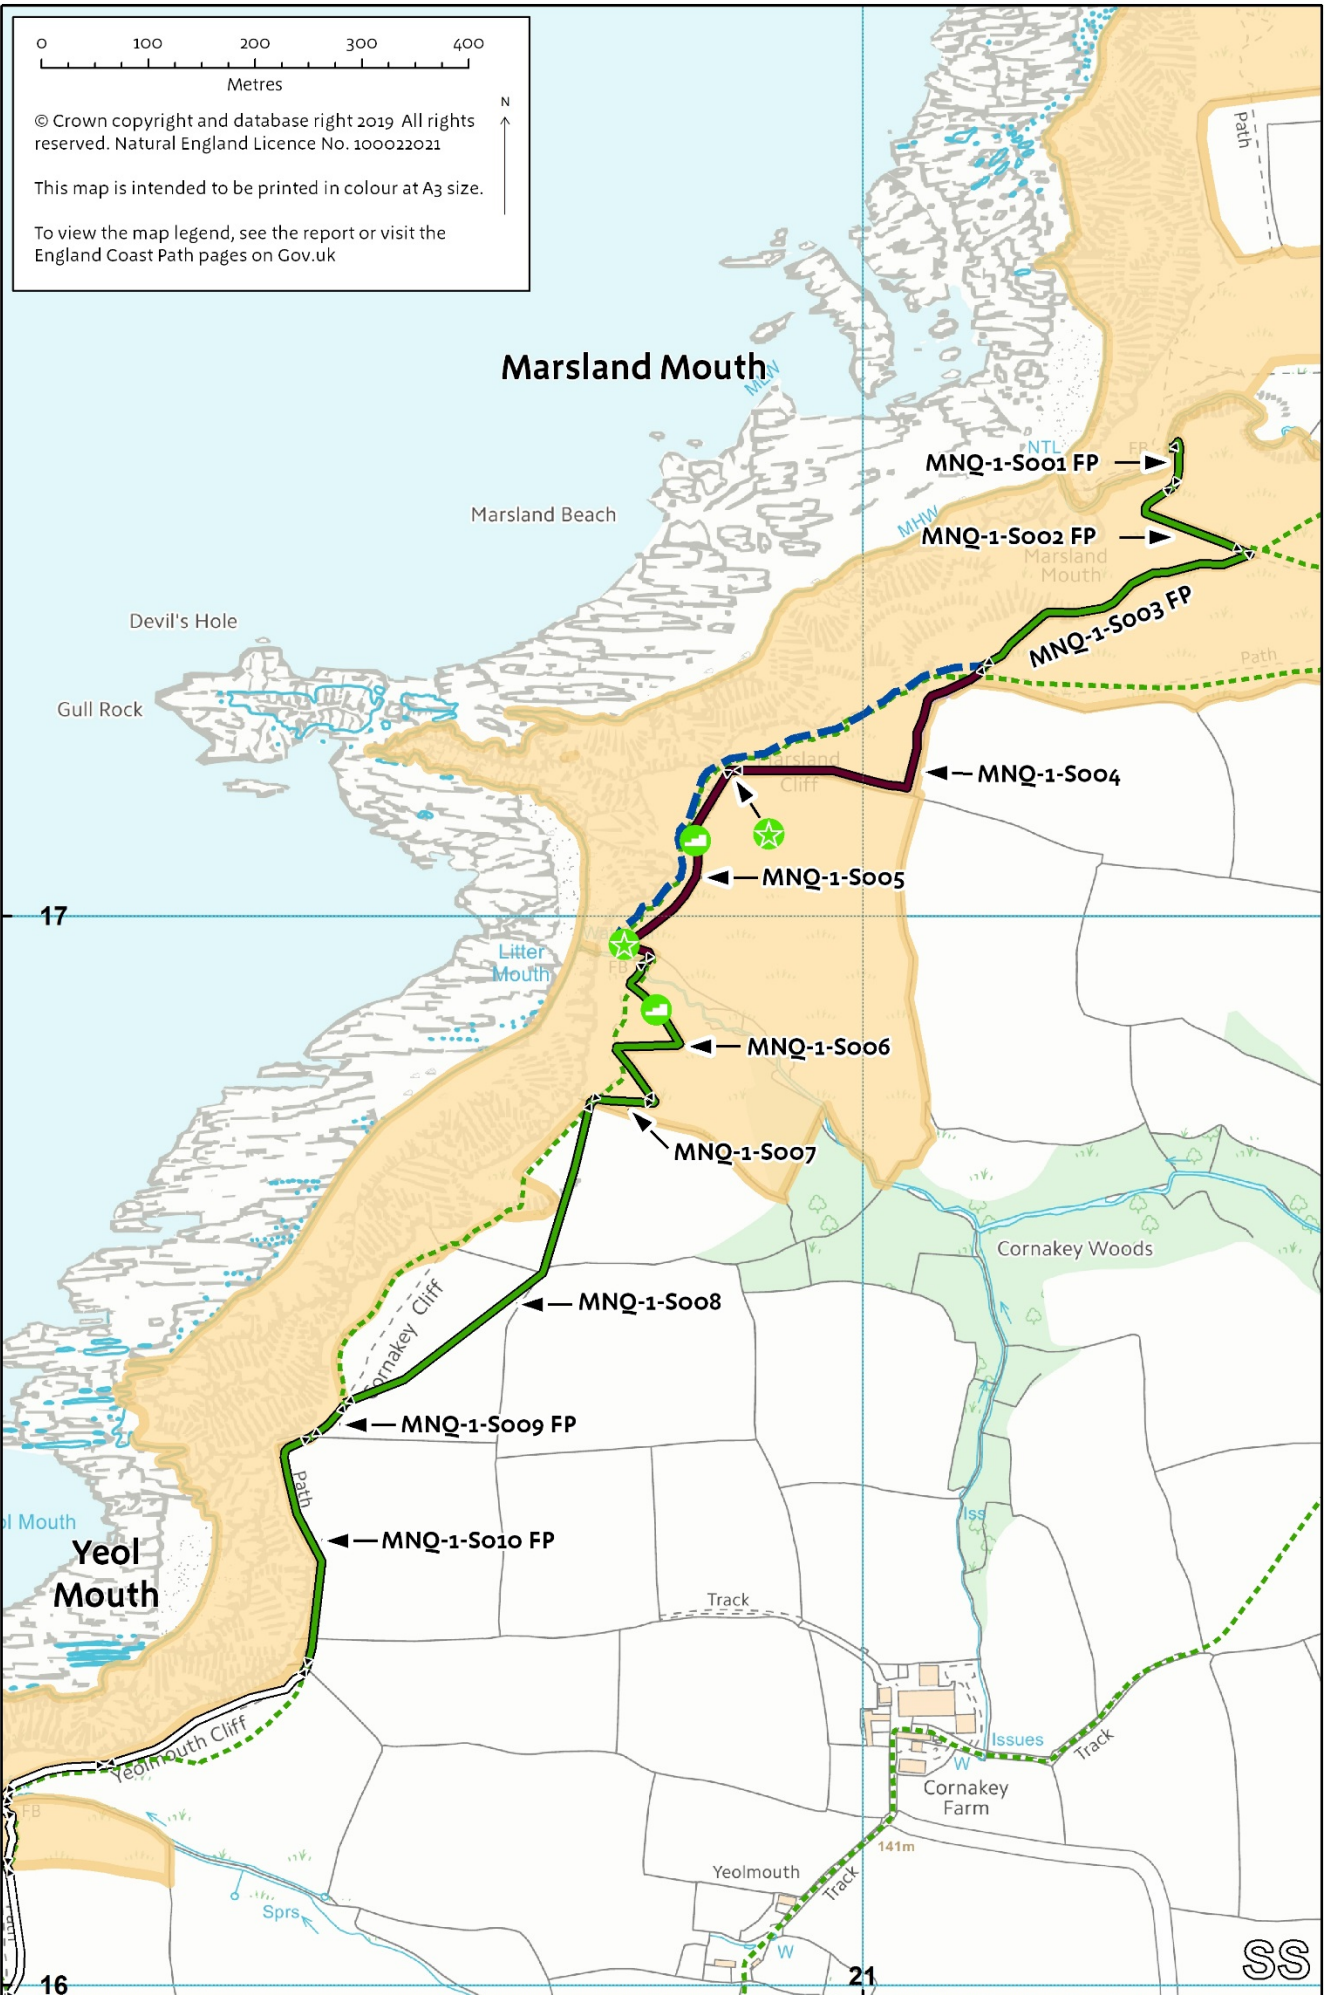 0 100 200 300 400
Metres
N
© Crown copyright and database right 2019 All rights
reserved. Natural England Licence No. 100022021
This map is intended to be printed in colour at A3 size.
To view the map legend, see the report or visit the
England Coast Path pages on Gov.uk
Path
Marsland Mouth
MLW
NTL
FB
MNQ-1-S001 FP
Marsland Beach
MHW
MNQ-1-S002 FP
Marsland
Mouth
MNQ-1-S003 FP
Devil's Hole
Path
Gull Rock
Marsland
Cliff
MNQ-1-S004
MNQ-1-S005
17
Litter
Mouth
FB
MNQ-1-S006
MNQ-1-S007
Cornakey Woods
MNQ-1-S008
Cornakey Cliff
MNQ-1-S009 FP
Path
Iss
ol Mouth
MNQ-1-S010 FP
Yeol
Mouth
Track
Yeolmouth Cliff
Issues
Track
W
Cornakey
Farm
FB
141m
Yeolmouth
Track
Sprs
W
SS
16
21